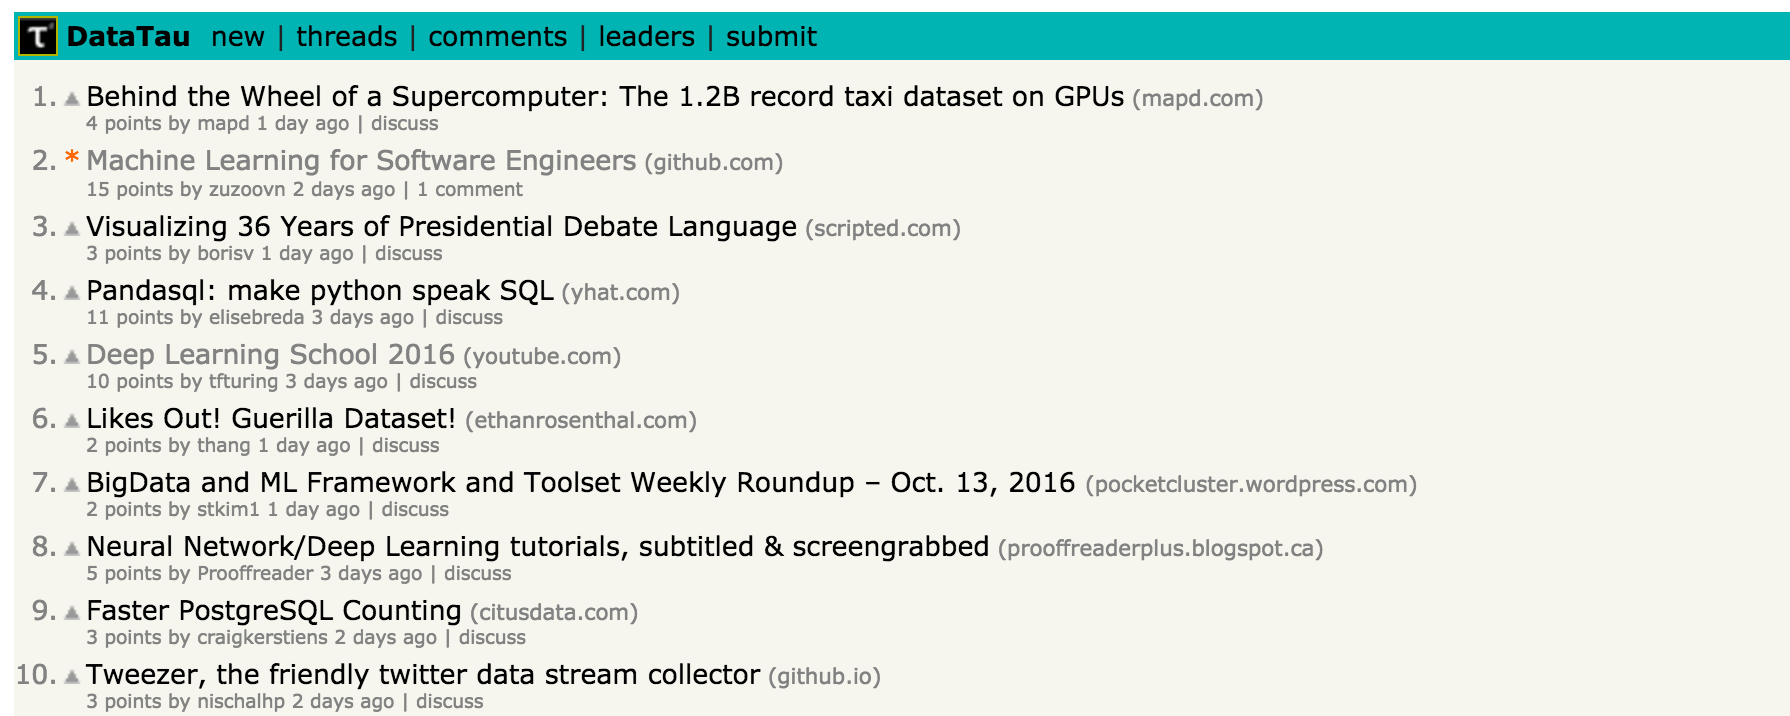 τ DataTau new | threads | comments | leaders | submit
1. Behind the Wheel of a Supercomputer: The 1.2B record taxi dataset on GPUs (mapd.com)
4 points by mapd 1 day ago | discuss
2. * Machine Learning for Software Engineers (github.com)
15 points by zuzoovn 2 days ago | 1 comment
3. Visualizing 36 Years of Presidential Debate Language (scripted.com)
3 points by borisv 1 day ago | discuss
4. Pandasql: make python speak SQL (yhat.com)
11 points by elisebreda 3 days ago | discuss
5. Deep Learning School 2016 (youtube.com)
10 points by tfturing 3 days ago | discuss
6. Likes Out! Guerilla Dataset! (ethanrosenthal.com)
2 points by thang 1 day ago | discuss
7. BigData and ML Framework and Toolset Weekly Roundup – Oct. 13, 2016 (pocketcluster.wordpress.com)
2 points by stkim1 1 day ago | discuss
8. Neural Network/Deep Learning tutorials, subtitled & screengrabbed (prooffreaderplus.blogspot.ca)
5 points by Prooffreader 3 days ago | discuss
9. Faster PostgreSQL Counting (citusdata.com)
3 points by craigkerstiens 2 days ago | discuss
10. Tweezer, the friendly twitter data stream collector (github.io)
3 points by nischalhp 2 days ago | discuss